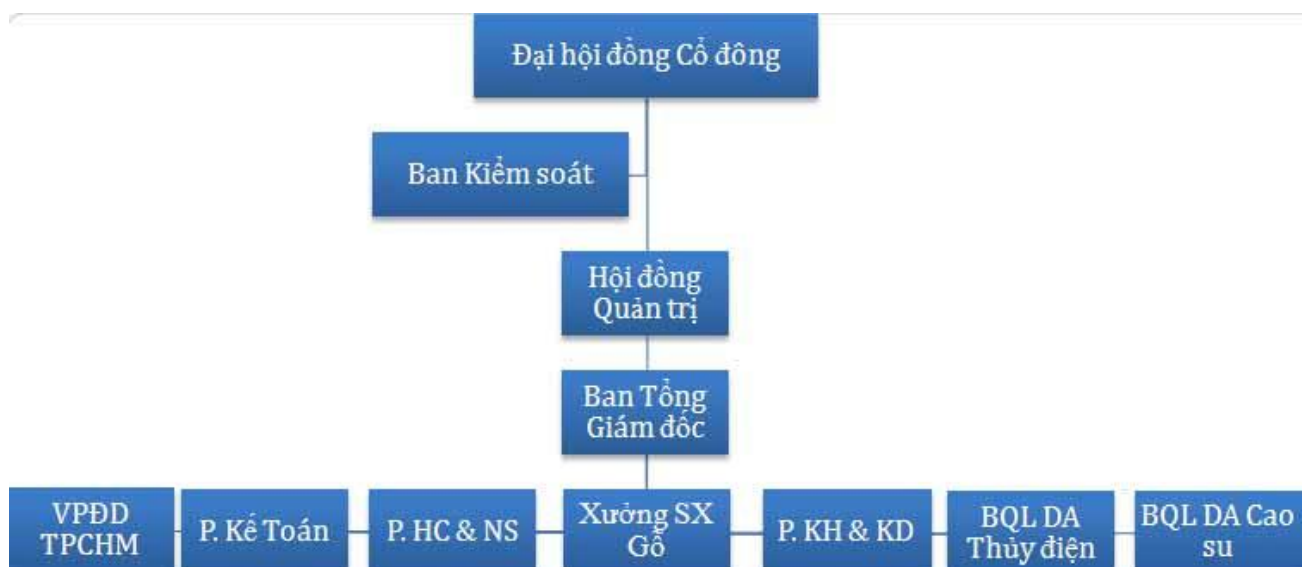 Đại hội đồng Cổ đông
Ban Kiểm soát
Hội đồng
Quản trị
Ban Tổng
Giám đốc
VPĐD
TPCHM
P. Kế Toán
P. HC & NS
Xưởng SX
Gỗ
P. KH & KD
BQL DA
Thủy điện
BQL DA Cao
su